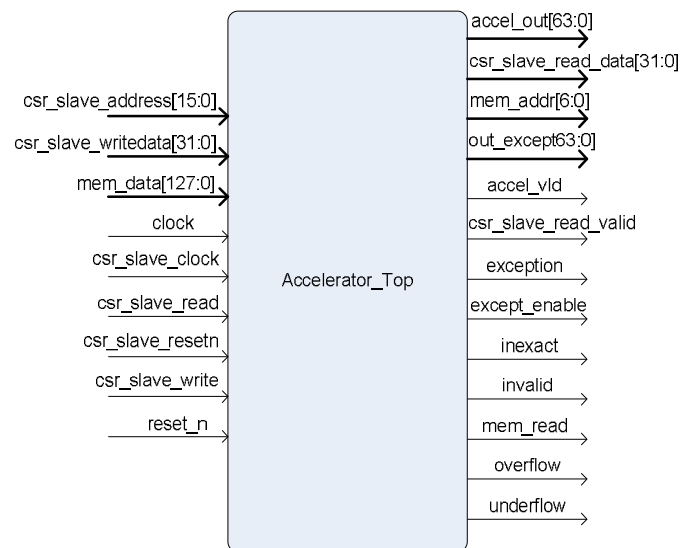 csr_slave_address[15:0]
csr_slave_writedata[31:0]
mem_data[127:0]
clock
csr_slave_clock
csr_slave_read
csr_slave_resetn
csr_slave_write
reset_n
Accelerator_Top
accel_out[63:0]
csr_slave_read_data[31:0]
mem_addr[6:0]
out_except63:0]
accel_vld
csr_slave_read_valid
exception
except_enable
inexact
invalid
mem_read
overflow
underflow